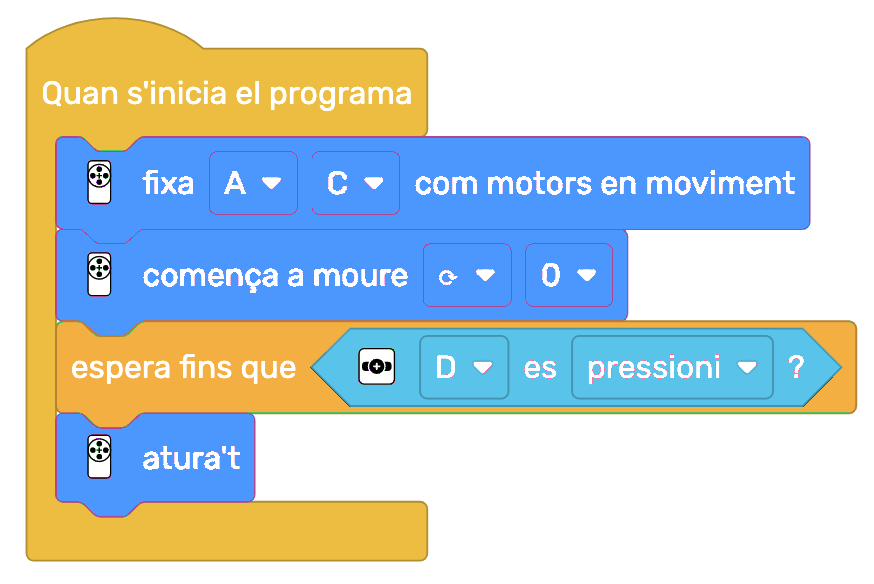 Quan s'inicia el programa
fixa A C com motors en moviment
comença a moure ⟳ 0
espera fins que D es pressioni ?
atura't